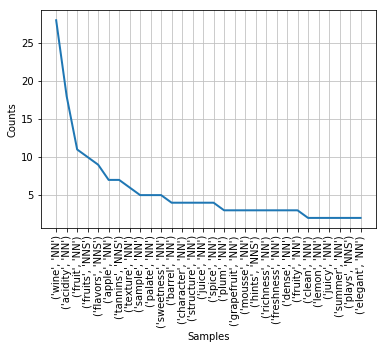 Counts
25
20
15
10
5
('wine', 'NN')
('acidity', 'NN')
('fruit', 'NN')
('fruits', 'NNS')
('flavors', 'NNS')
('apple', 'NN')
('tannins', 'NNS')
('texture', 'NN')
('sample', 'NN')
('palate', 'NN')
('sweetness', 'NN')
('barrel', 'NN')
('character', 'NN')
('structure', 'NN')
('juice', 'NN')
('spice', 'NN')
('plum', 'NN')
('grapefruit', 'NN')
('mousse', 'NN')
('hints', 'NNS')
('richness', 'NN')
('freshness', 'NN')
('dense', 'NN')
('fruity', 'NN')
('clean', 'NN')
('lemon', 'NN')
('juicy', 'NN')
('summer', 'NN')
('plays', 'NNS')
('elegant', 'NN')
Samples